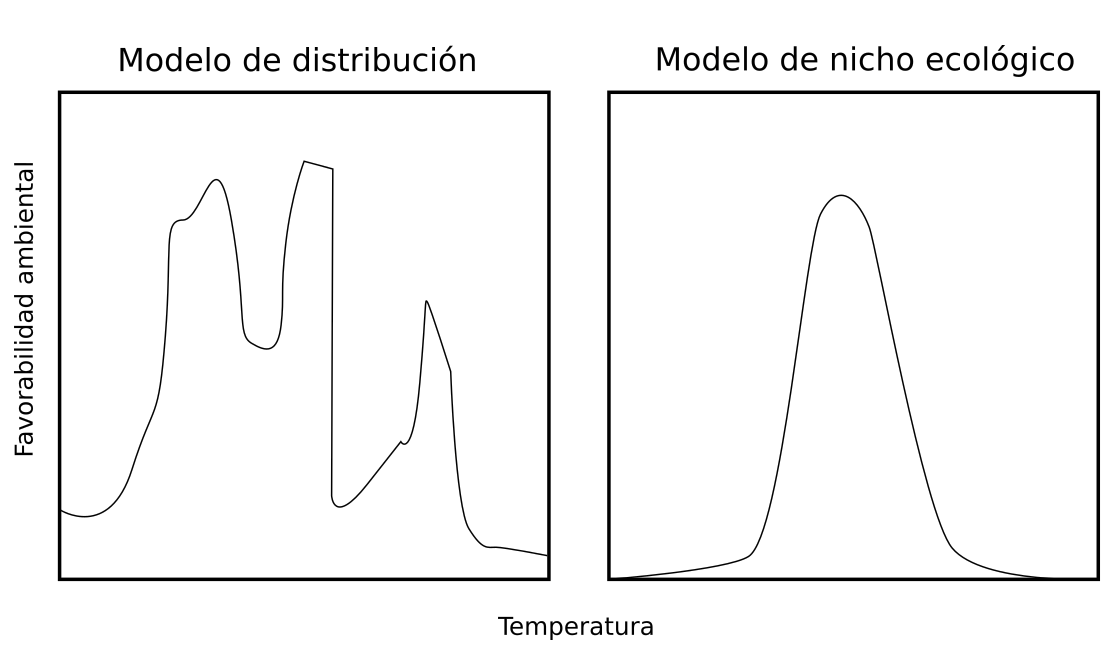 Modelo de distribución
Modelo de nicho ecológico
Favorabilidad ambiental
Temperatura